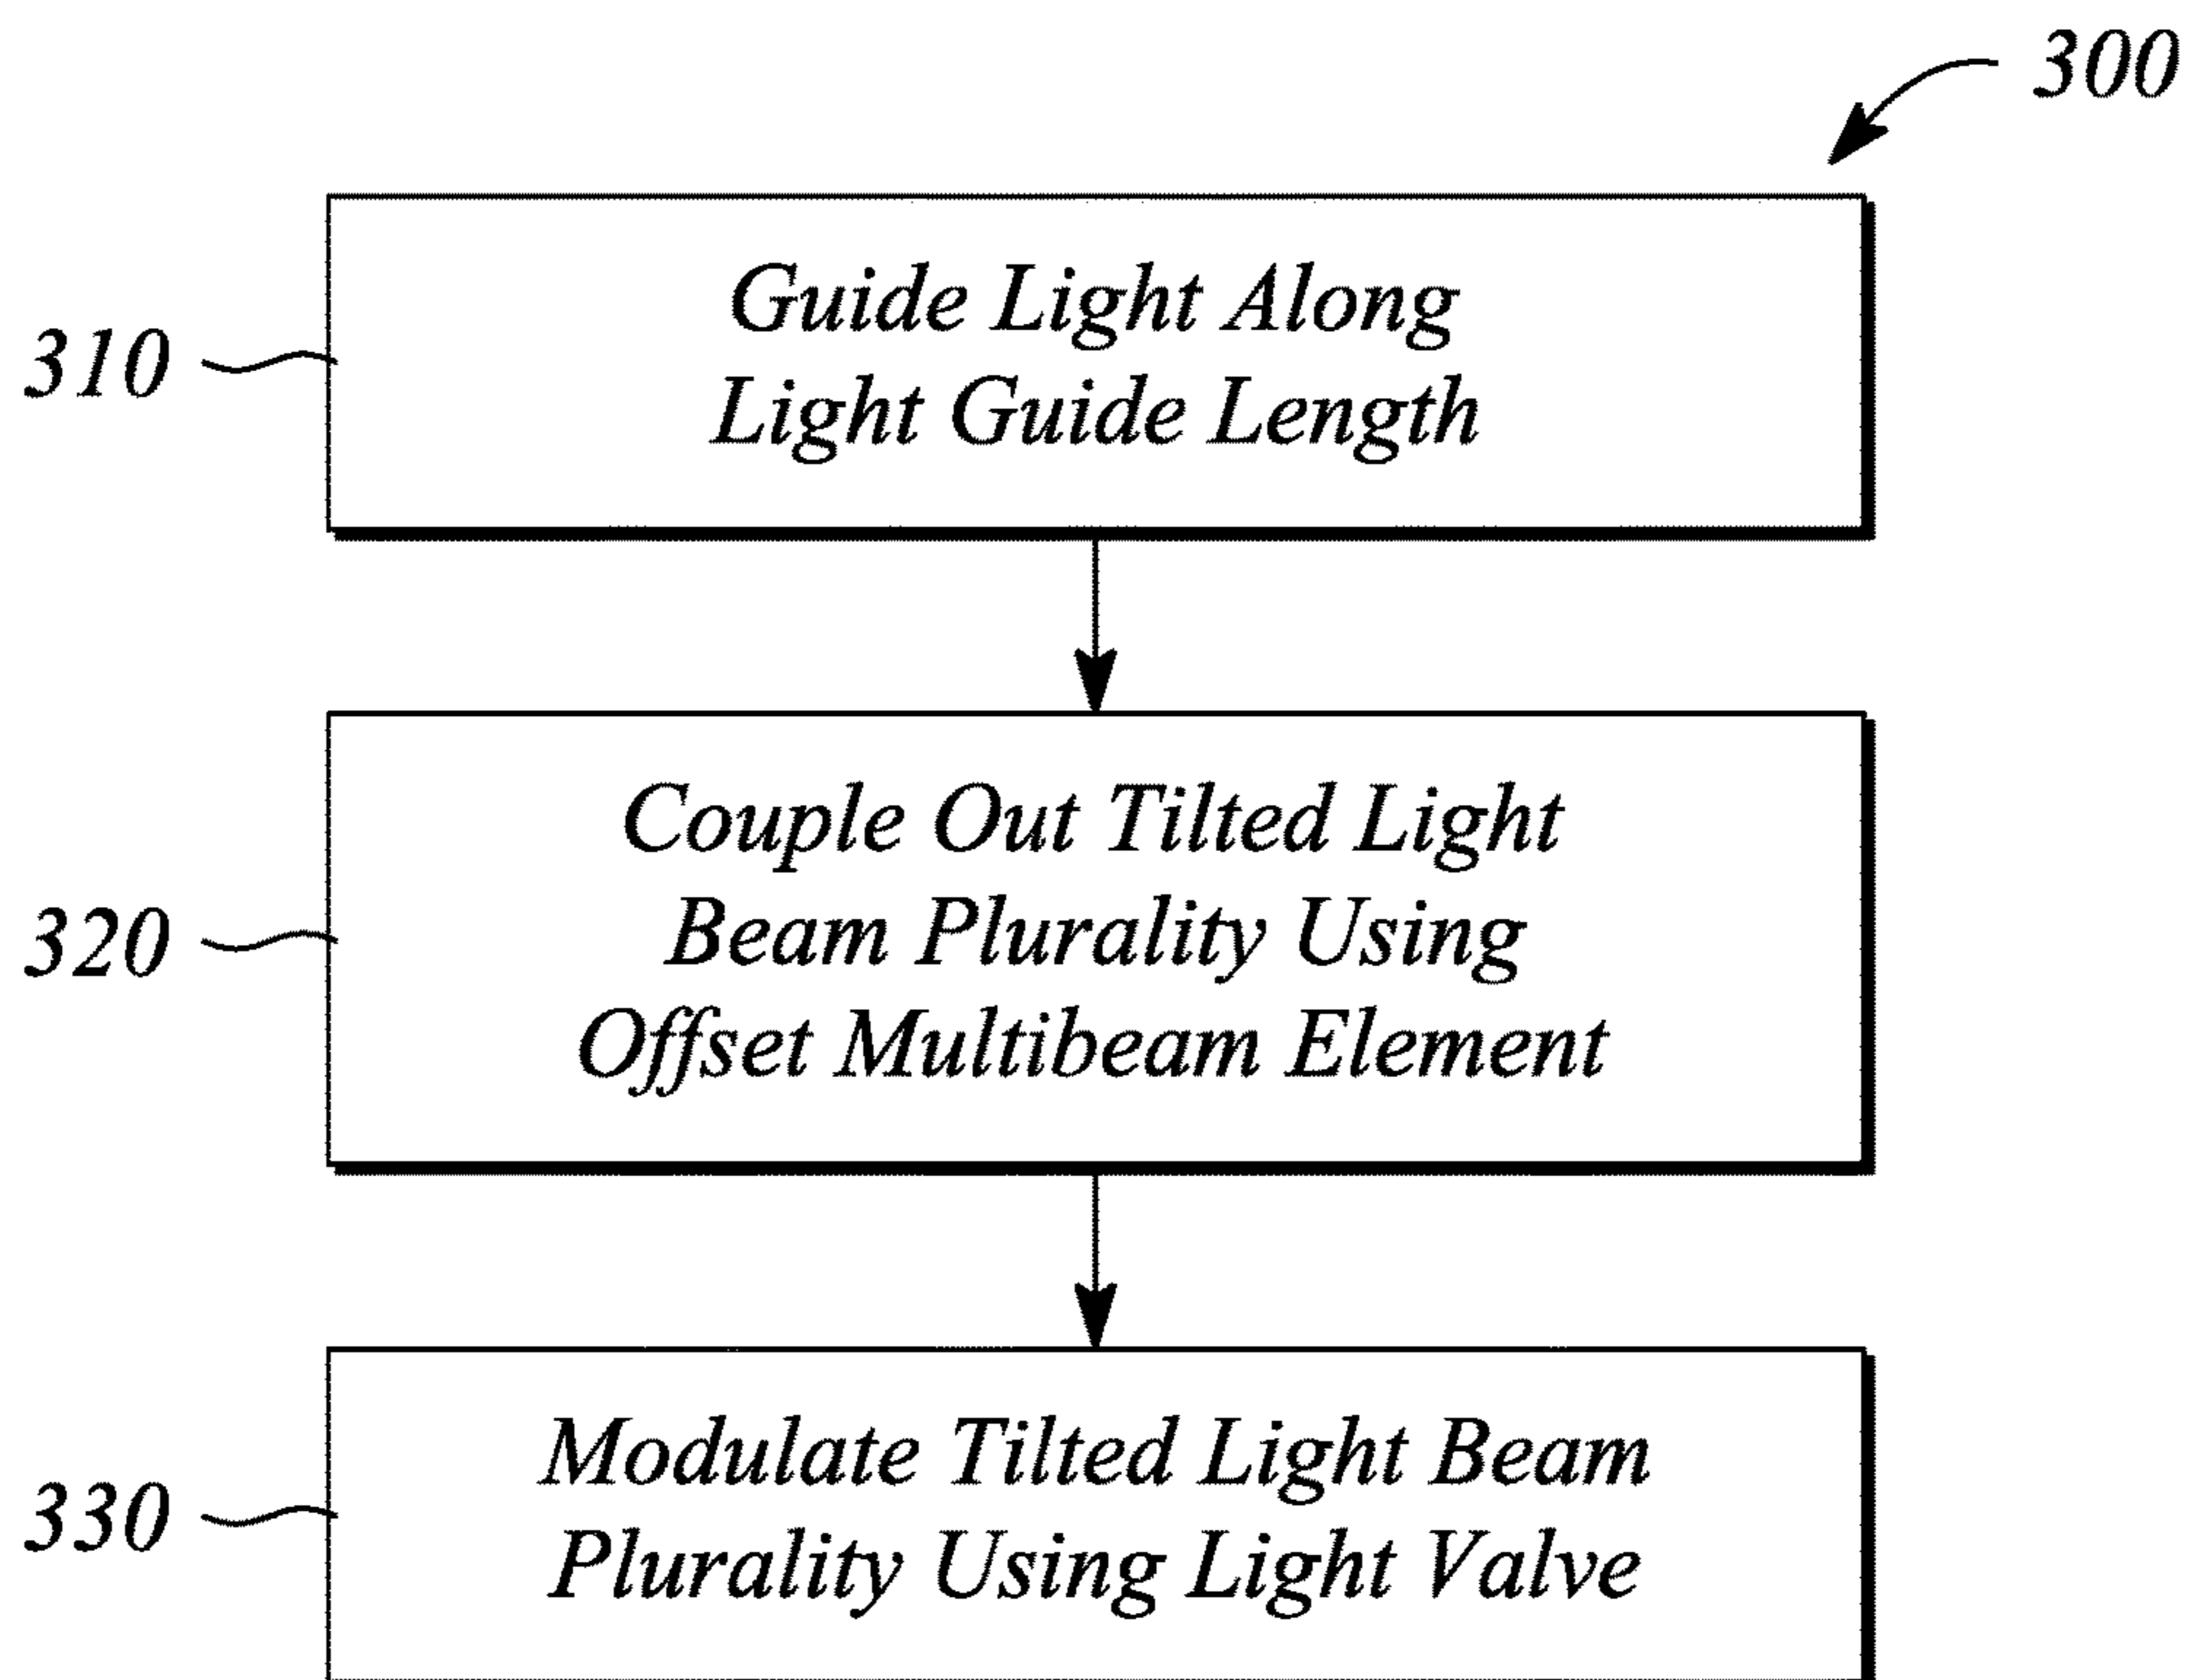 300
310
Guide Light Along
Light Guide Length
320
Couple Out Tilted Light
Beam Plurality Using
Offset Multibeam Element
330
Modulate Tilted Light Beam
Plurality Using Light Valve